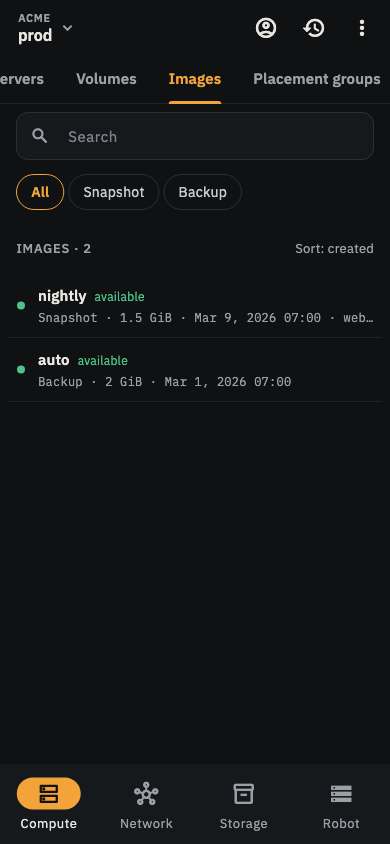 ACME
prod
ervers Volumes Images Placement groups
Search
All Snapshot Backup
IMAGES · 2 Sort: created
nightly available
Snapshot · 1.5 GiB · Mar 9, 2026 07:00 · web…
auto available
Backup · 2 GiB · Mar 1, 2026 07:00
Compute Network Storage Robot